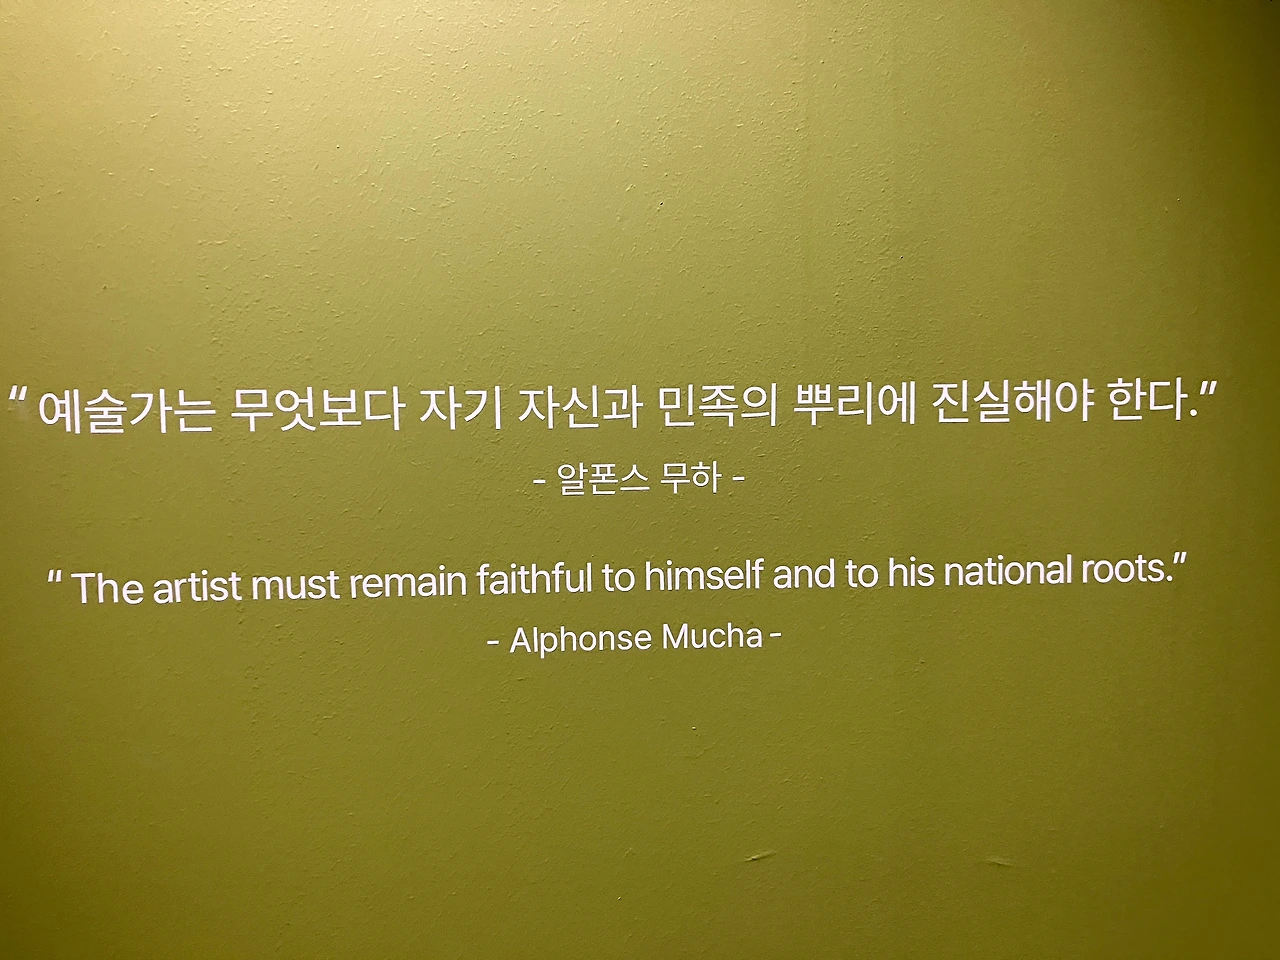 “ 예술가는 무엇보다 자기 자신과 민족의 뿌리에 진실해야 한다.”
- 알폰스 무하 -
“ The artist must remain faithful to himself and to his national roots.”
- Alphonse Mucha -